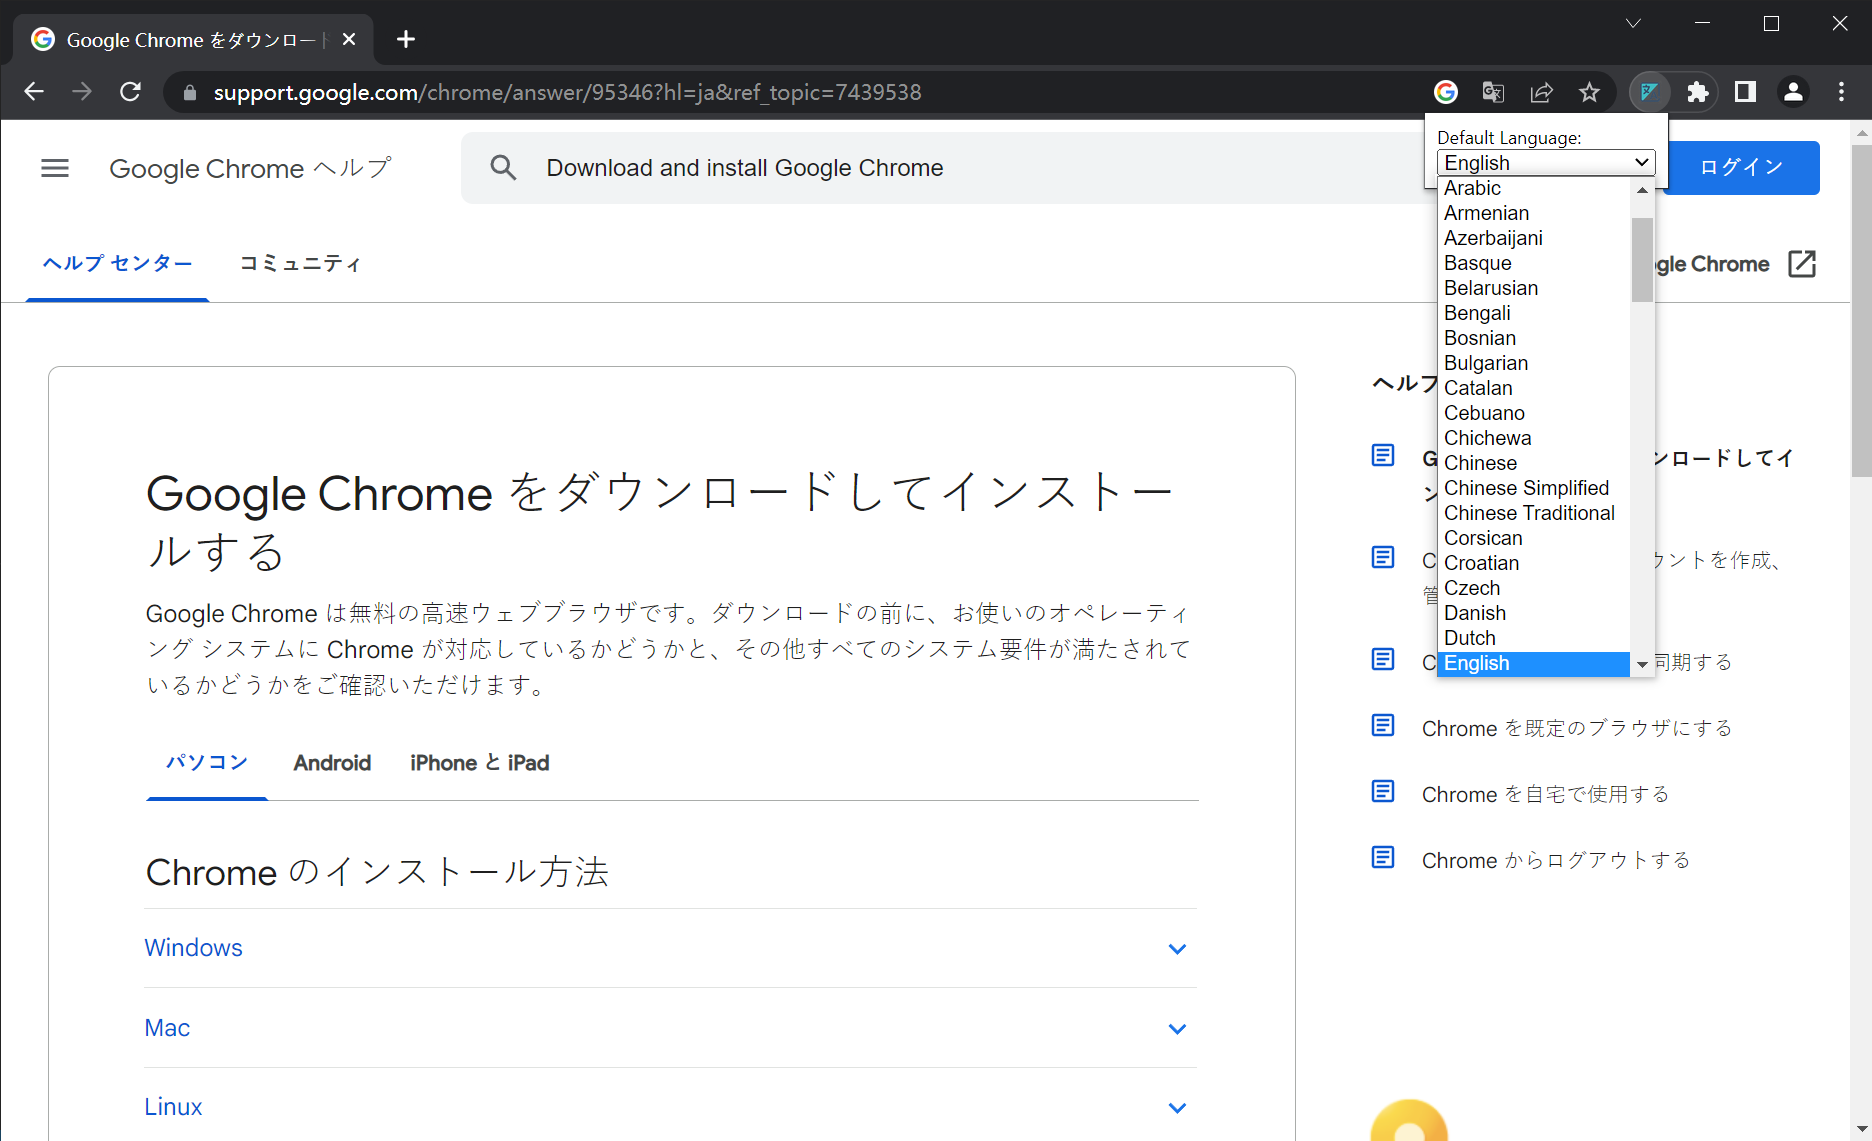 Google Chrome をダウンロード
support.google.com/chrome/answer/95346?hl=ja&ref_topic=7439538
Google Chrome ヘルプ
Download and install Google Chrome
ログイン
Default Language:
English
Arabic
Armenian
Azerbaijani
Basque
Belarusian
Bengali
Bosnian
Bulgarian
Catalan
Cebuano
Chichewa
Chinese
Chinese Simplified
Chinese Traditional
Corsican
Croatian
Czech
Danish
Dutch
English
ヘルプ センター
コミュニティ
gle Chrome
Google Chrome をダウンロードしてインストー
ルする
Google Chrome は無料の高速ウェブブラウザです。ダウンロードの前に、お使いのオペレーティ
ング システムに Chrome が対応しているかどうかと、その他すべてのシステム要件が満たされて
いるかどうかをご確認いただけます。
パソコン
Android
iPhone と iPad
Chrome のインストール方法
Windows
Mac
Linux
ヘルプ
G ンロードしてイ
ン
C ウントを作成、
管
C 同期する
Chrome を既定のブラウザにする
Chrome を自宅で使用する
Chrome からログアウトする